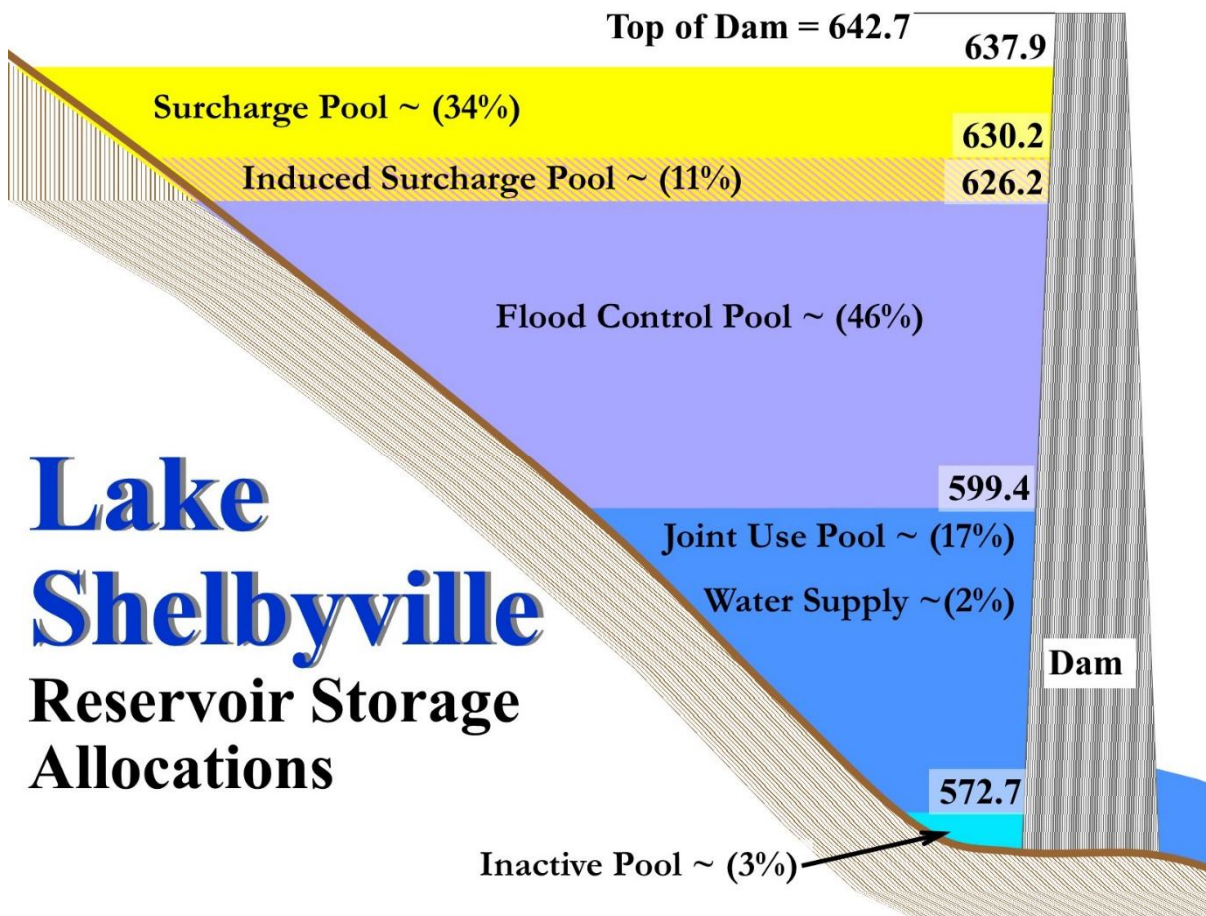 Top of Dam = 642.7
637.9
Surcharge Pool ~ (34%)
630.2
Induced Surcharge Pool ~ (11%)
626.2
Flood Control Pool ~ (46%)
599.4
Joint Use Pool ~ (17%)
Water Supply ~(2%)
Lake
Shelbyville
Reservoir Storage
Allocations
Dam
572.7
Inactive Pool ~ (3%)